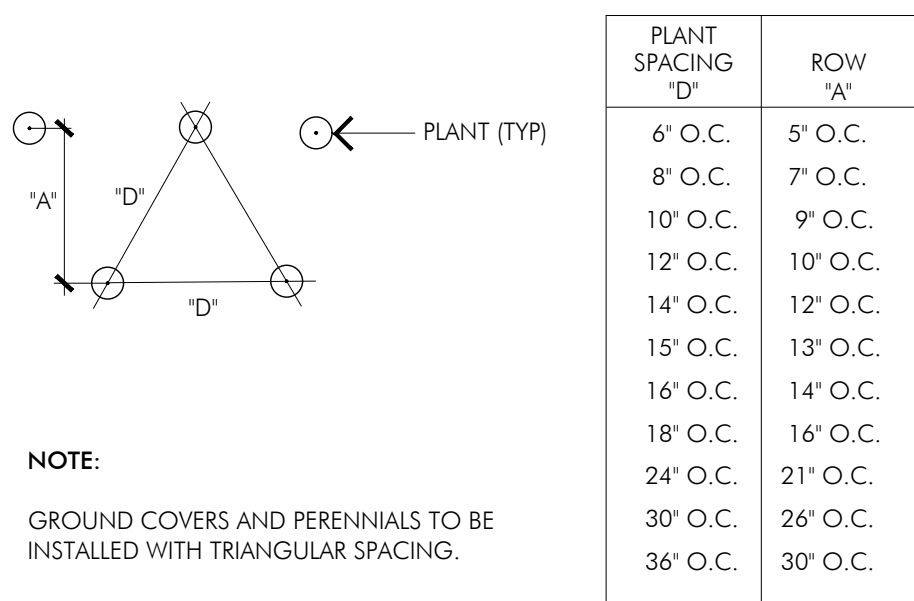 PLANT (TYP)
"A"
"D"
"D"
NOTE:
GROUND COVERS AND PERENNIALS TO BE
INSTALLED WITH TRIANGULAR SPACING.
PLANT
SPACING
"D"
ROW
"A"
6" O.C. 5" O.C.
8" O.C. 7" O.C.
10" O.C. 9" O.C.
12" O.C. 10" O.C.
14" O.C. 12" O.C.
15" O.C. 13" O.C.
16" O.C. 14" O.C.
18" O.C. 16" O.C.
24" O.C. 21" O.C.
30" O.C. 26" O.C.
36" O.C. 30" O.C.